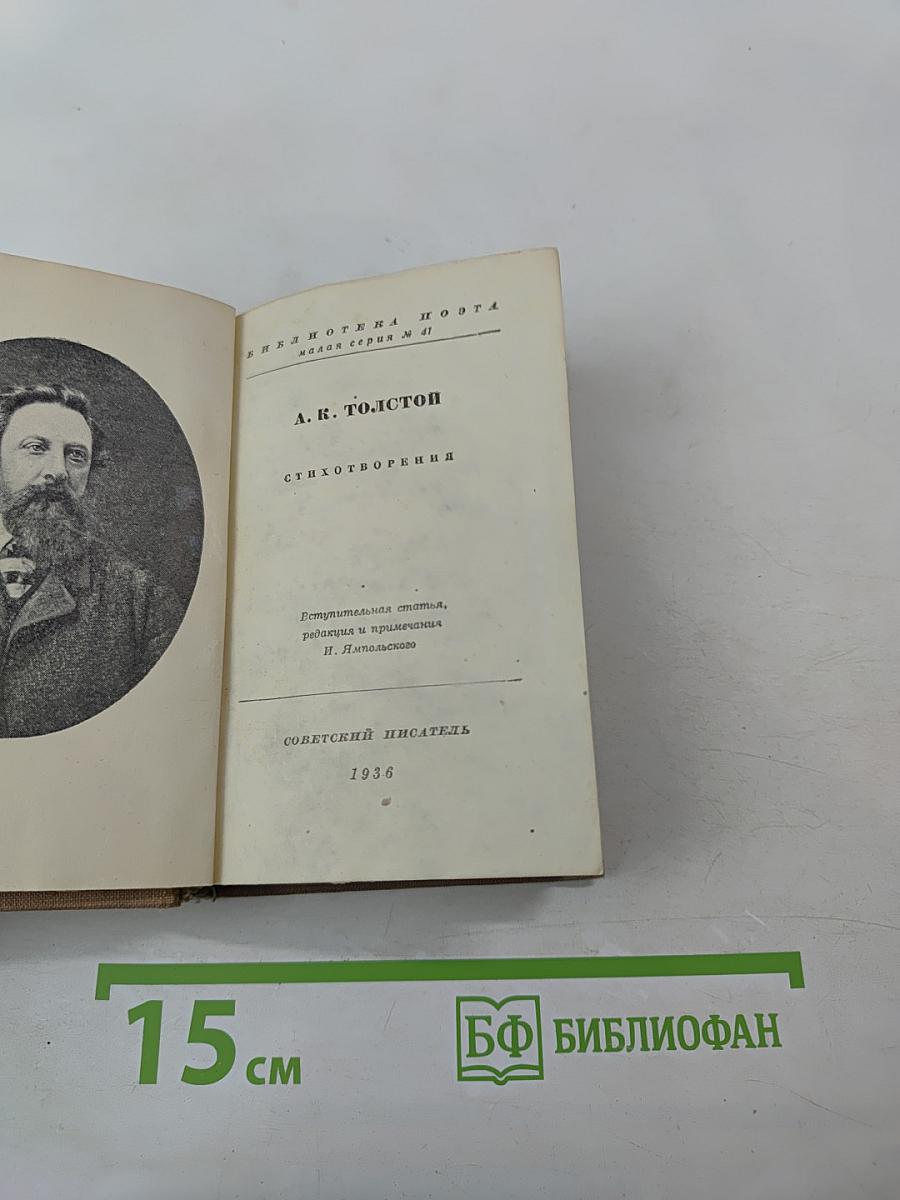 БИБЛИОТЕКА ПОЭТА
малая серия № 41
А. К. ТОЛСТОЙ
СТИХОТВОРЕНИЯ
Вступительная статья,
редакция и примечания
И. Ямпольского
СОВЕТСКИЙ ПИСАТЕЛЬ
1936
15 см
БФ БИБЛИОФАН